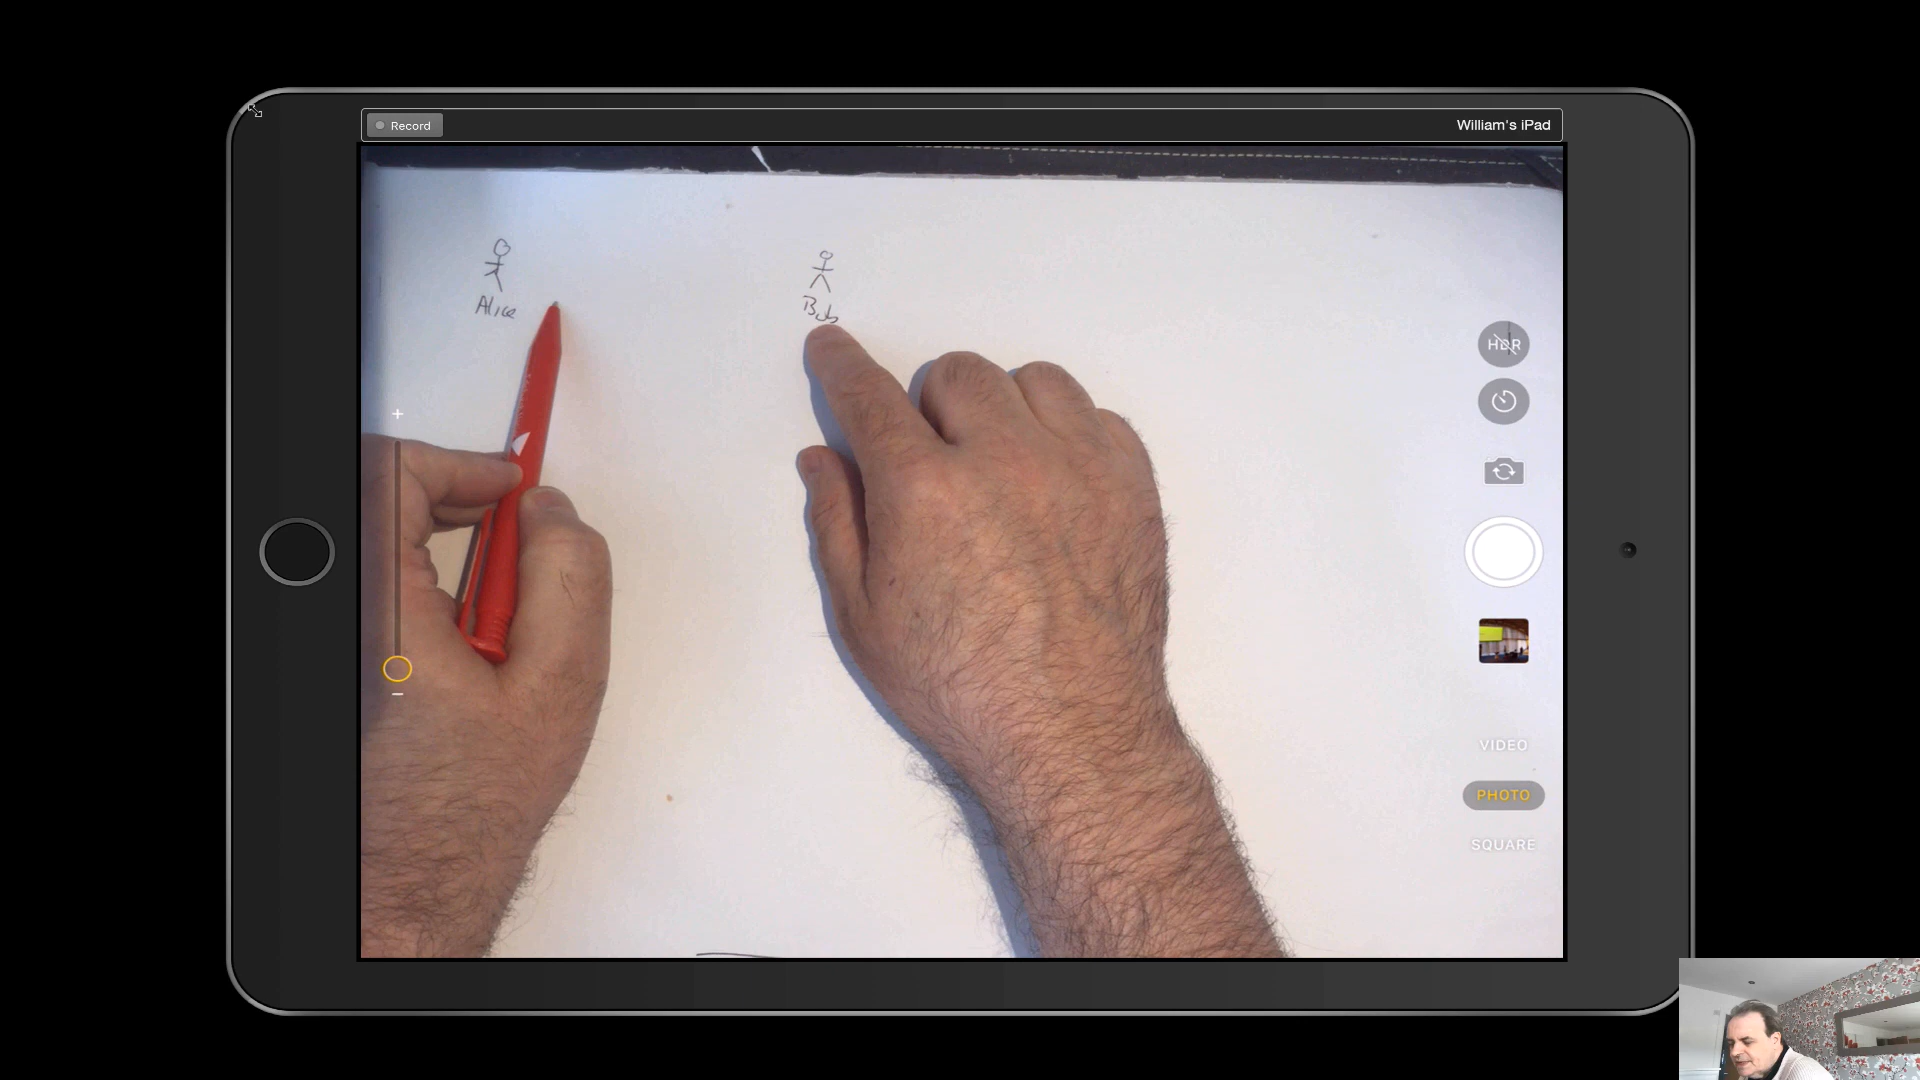 Record
William's iPad
Alice
Bob
HDR
VIDEO
PHOTO
SQUARE